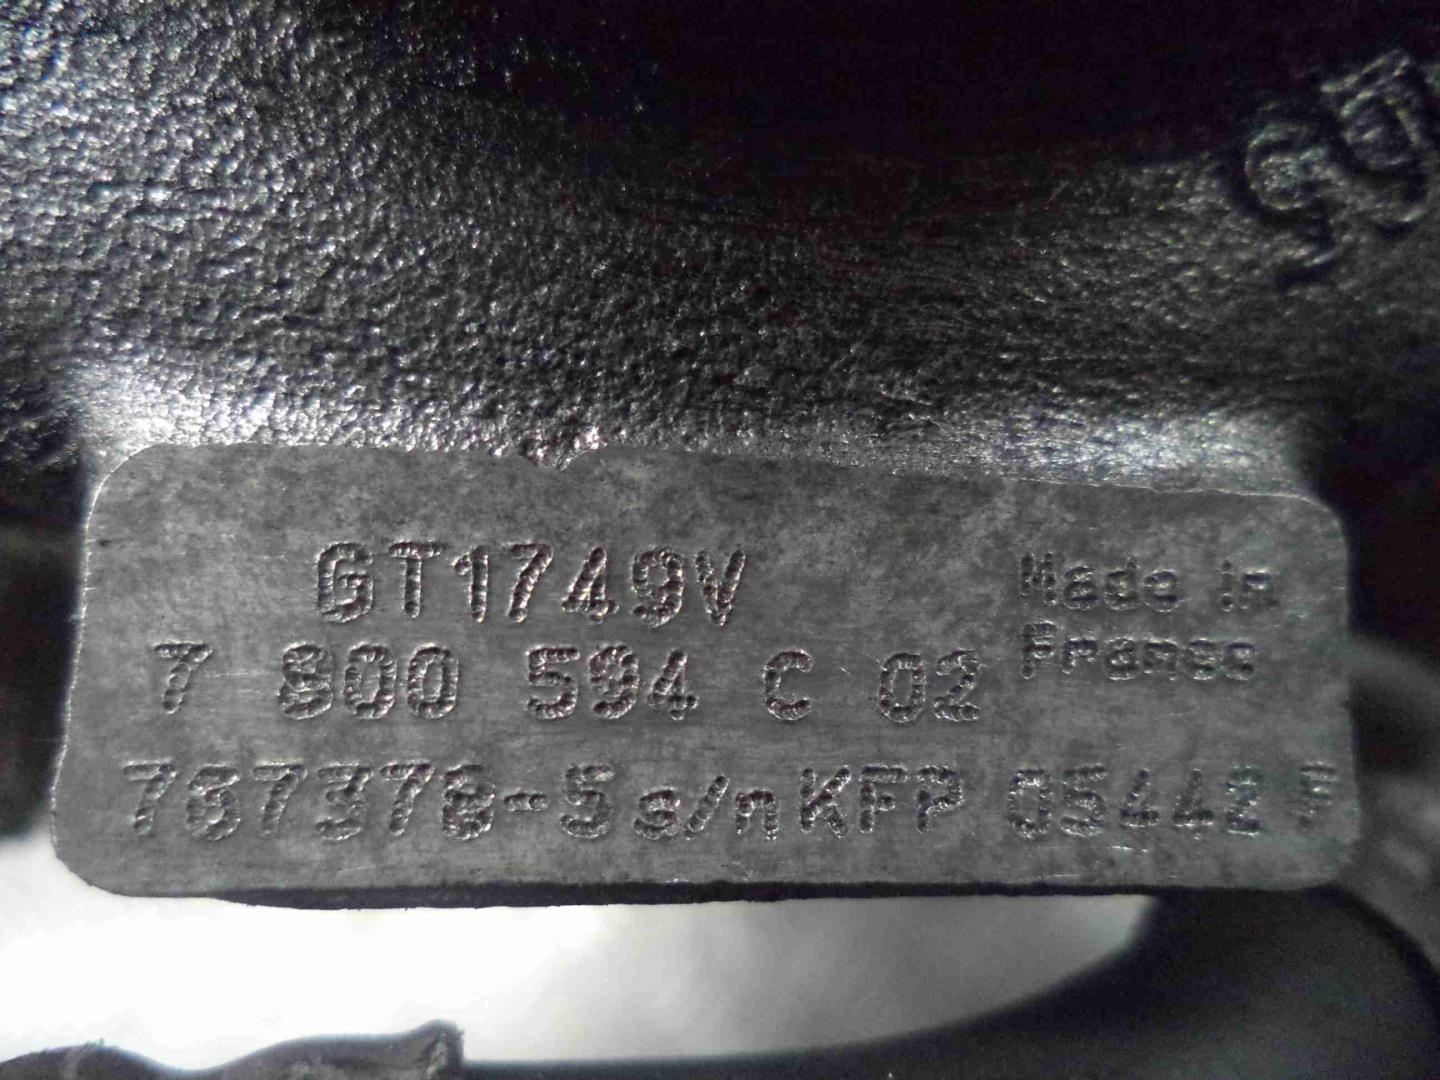 GT1749V
Made in
France
7 800 594 C 02
767378-5 s/n KFP 05442 F